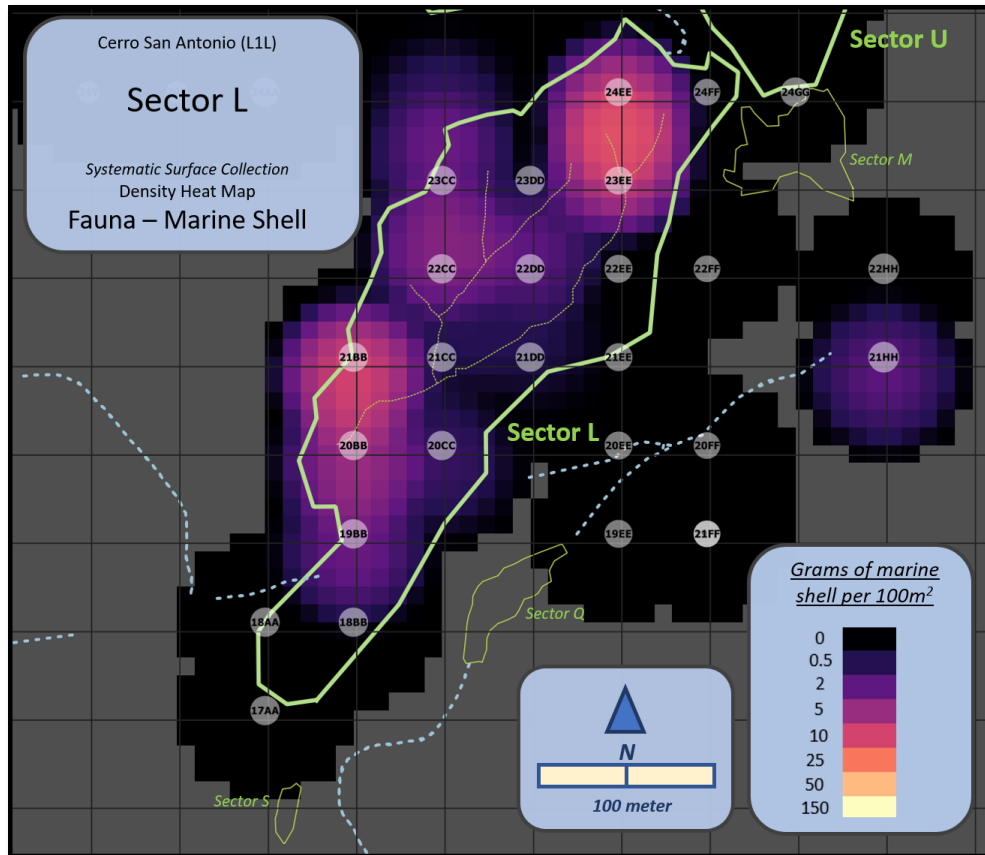 Cerro San Antonio (L1L)
Sector L
Systematic Surface Collection
Density Heat Map
Fauna – Marine Shell
Sector U
24EE
24FF
24GG
Sector M
23CC
23DD
23EE
22CC
22DD
22EE
22FF
22HH
21BB
21CC
21DD
21EE
21HH
Sector L
20BB
20CC
20EE
20FF
19BB
19EE
21FF
18AA
18BB
Sector Q
17AA
Sector S
N
100 meter
Grams of marine
shell per 100m²
0
0.5
2
5
10
25
50
150